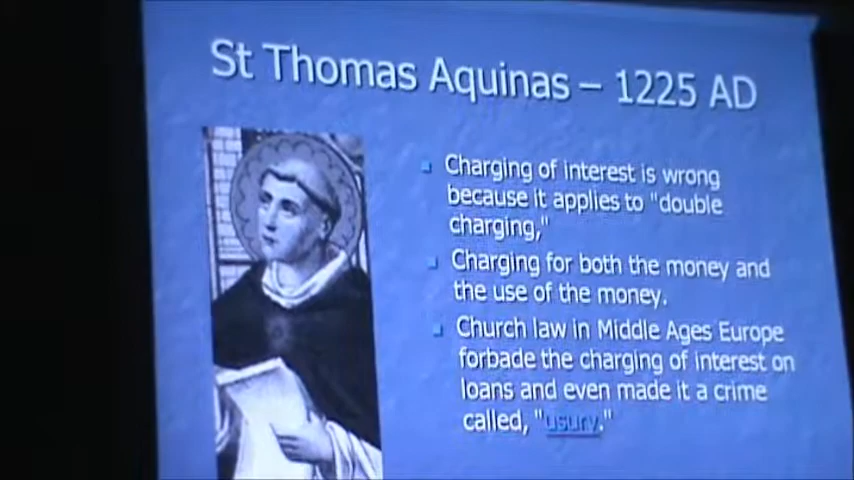 St Thomas Aquinas – 1225 AD
Charging of interest is wrong
because it applies to "double
charging,"
Charging for both the money and
the use of the money.
Church law in Middle Ages Europe
forbade the charging of interest on
loans and even made it a crime
called, "usury."